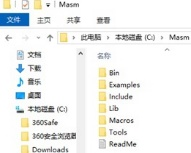 Masm
此电脑 > 本地磁盘 (C:) > Masm
文档
下载
音乐
桌面
本地磁盘 (C:)
360Safe
360安全浏览器
Downloads
Bin
Examples
Include
Lib
Macros
Tools
ReadMe